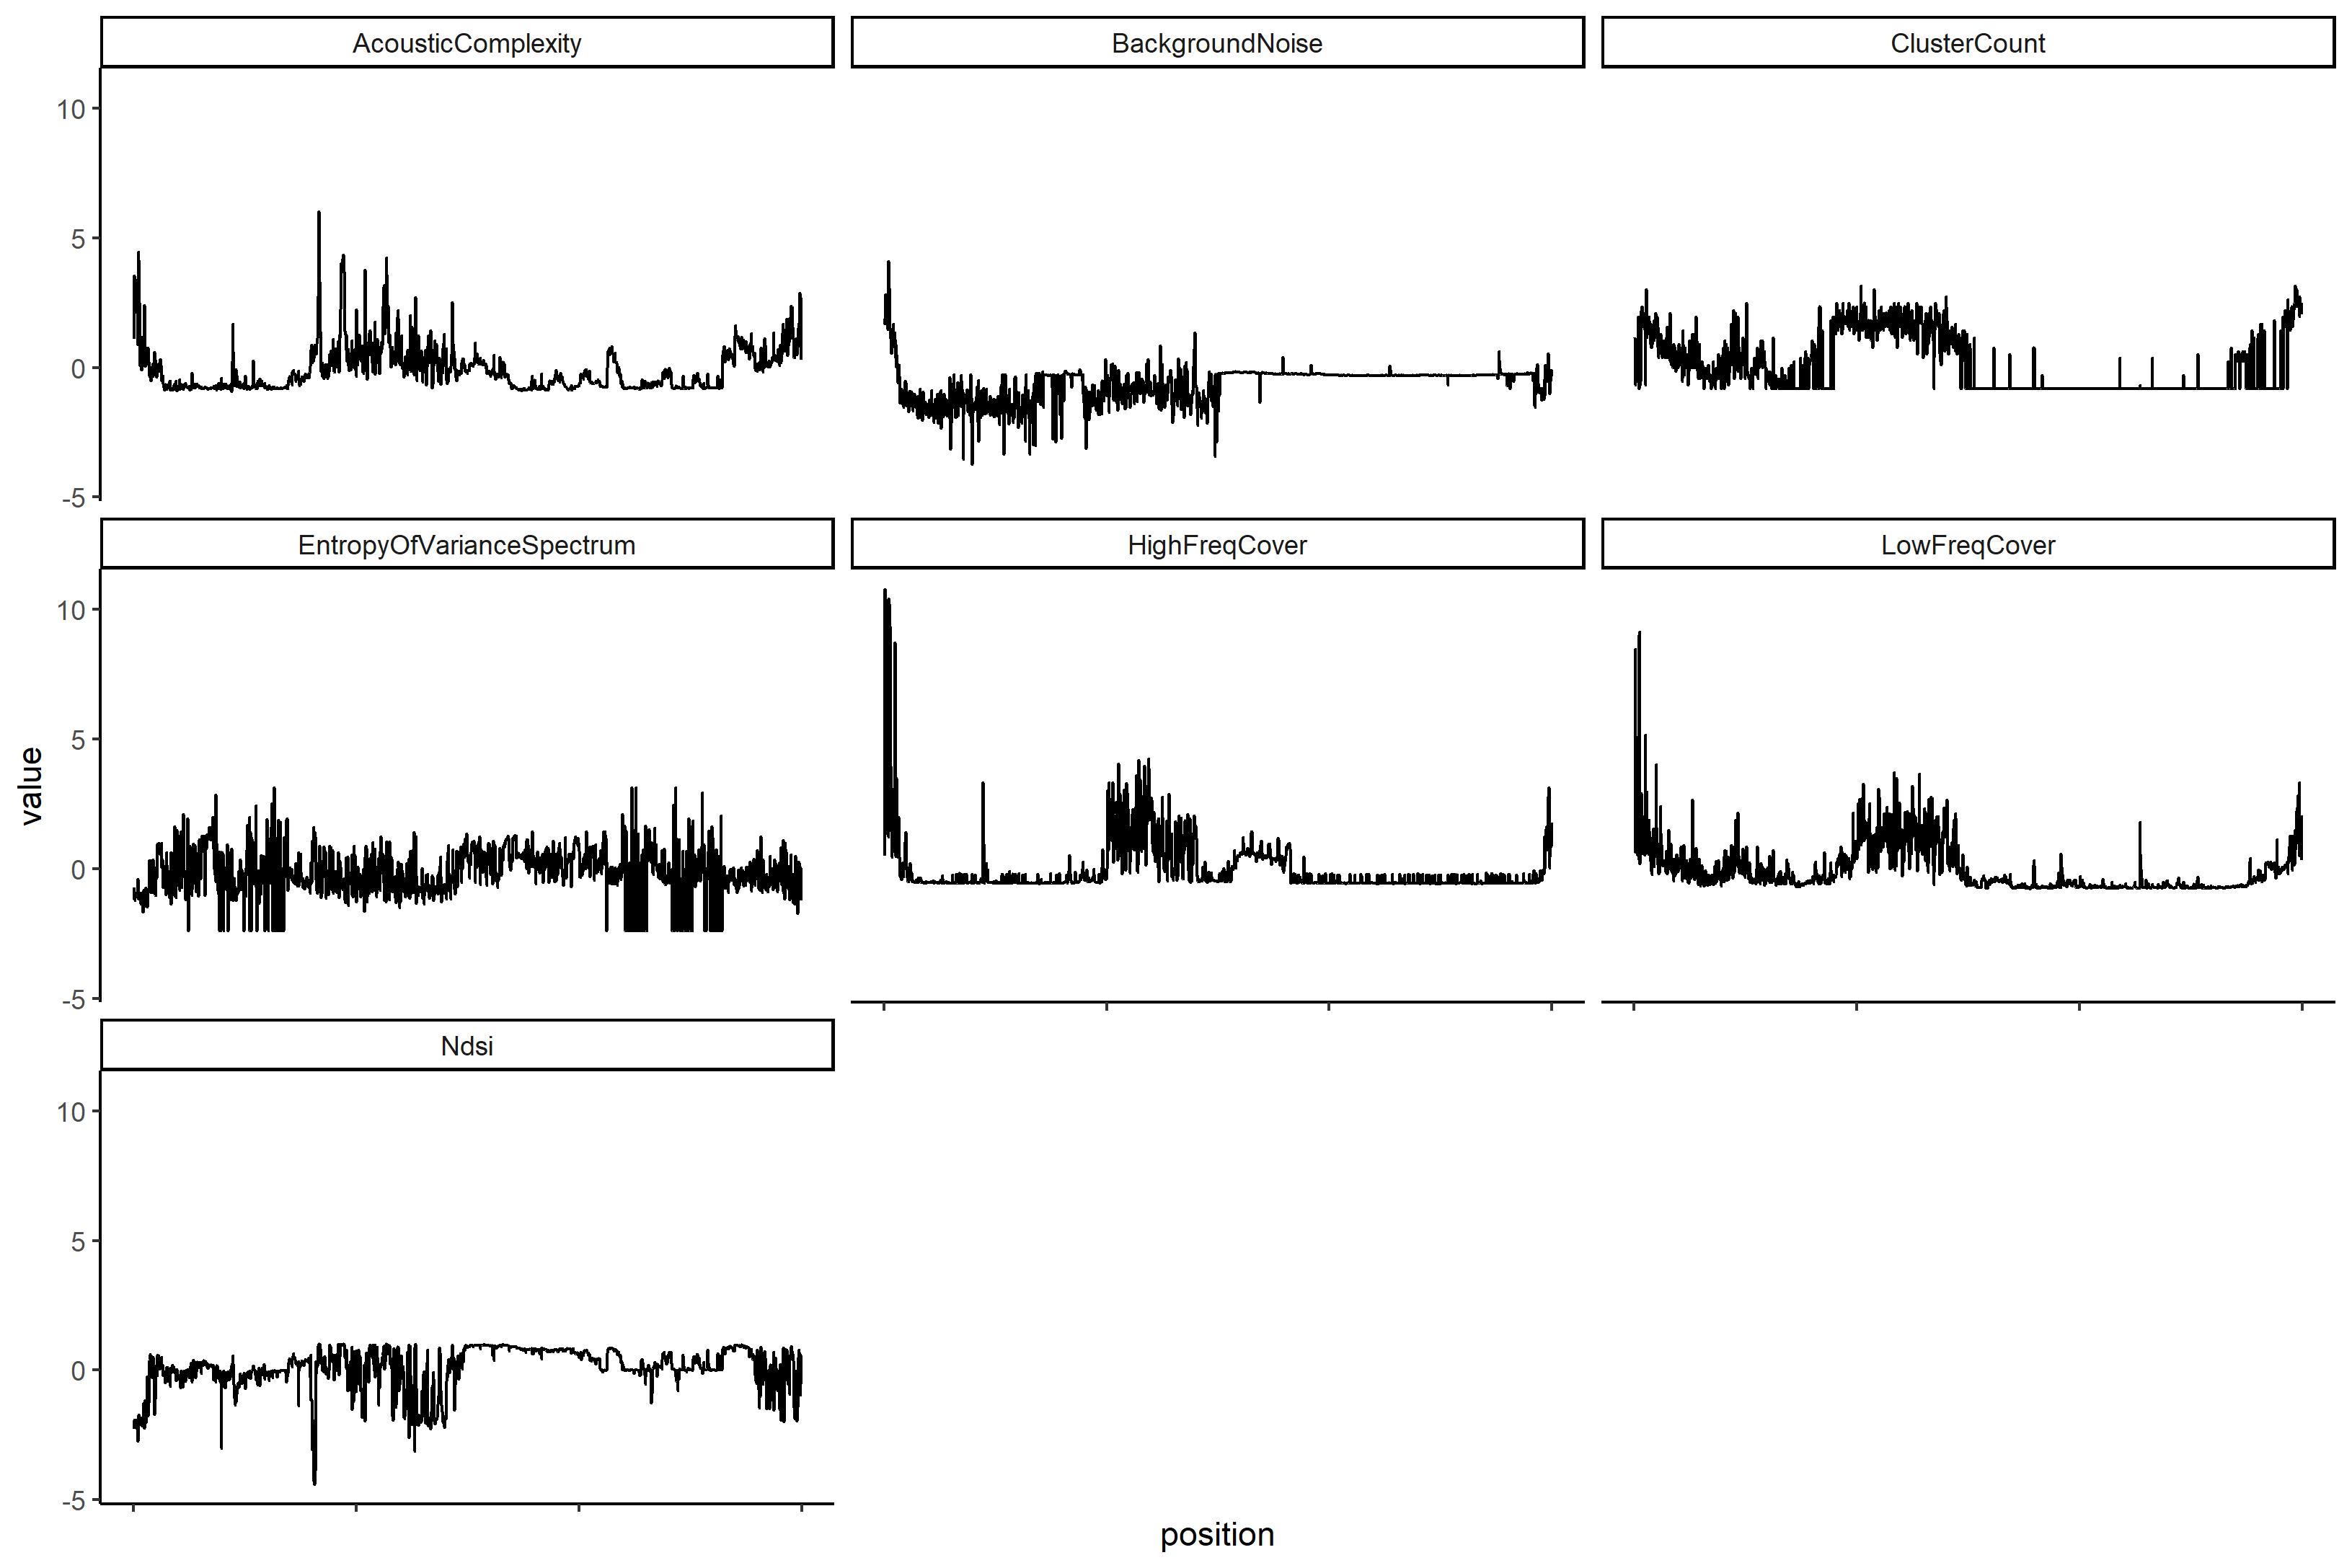 AcousticComplexity BackgroundNoise ClusterCount
10
5
0
-5
EntropyOfVarianceSpectrum HighFreqCover LowFreqCover
value
10
5
0
-5
Ndsi
10
5
0
-5
position